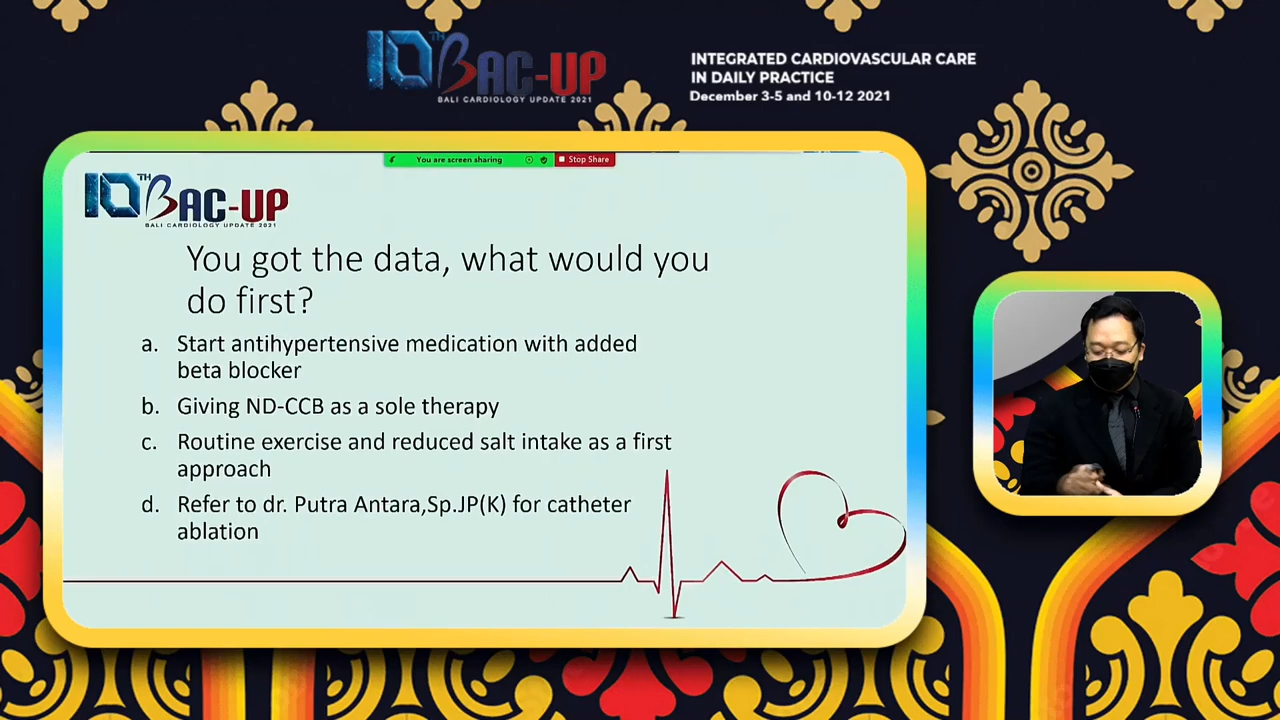 10TH BAC-UP
BALI CARDIOLOGY UPDATE 2021
INTEGRATED CARDIOVASCULAR CARE
IN DAILY PRACTICE
December 3-5 and 10-12 2021
You are screen sharing
Stop Share
10TH BAC-UP
BALI CARDIOLOGY UPDATE 2021
You got the data, what would you
do first?
a. Start antihypertensive medication with added
beta blocker
b. Giving ND-CCB as a sole therapy
c. Routine exercise and reduced salt intake as a first
approach
d. Refer to dr. Putra Antara,Sp.JP(K) for catheter
ablation